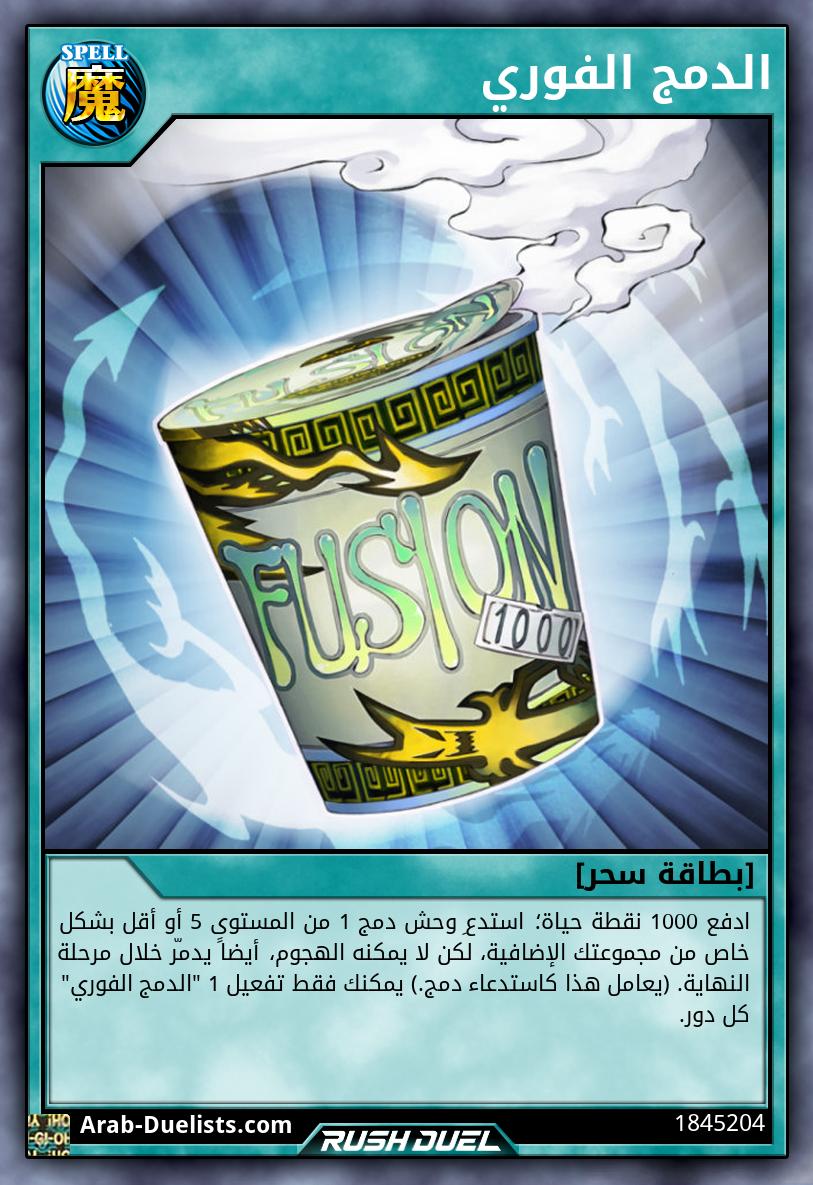 الدمج الفوري
SPELL
魔
FUSION
FUSION
1000
[بطاقة سحر]
ادفع 1000 نقطة حياة؛ استدعِ وحش دمج 1 من المستوى 5 أو أقل بشكل
خاص من مجموعتك الإضافية، لكن لا يمكنه الهجوم، أيضاً يدمّر خلال مرحلة
النهاية. (يعامل هذا كاستدعاء دمج.) يمكنك فقط تفعيل 1 "الدمج الفوري"
كل دور.
Arab-Duelists.com
RUSH DUEL
1845204